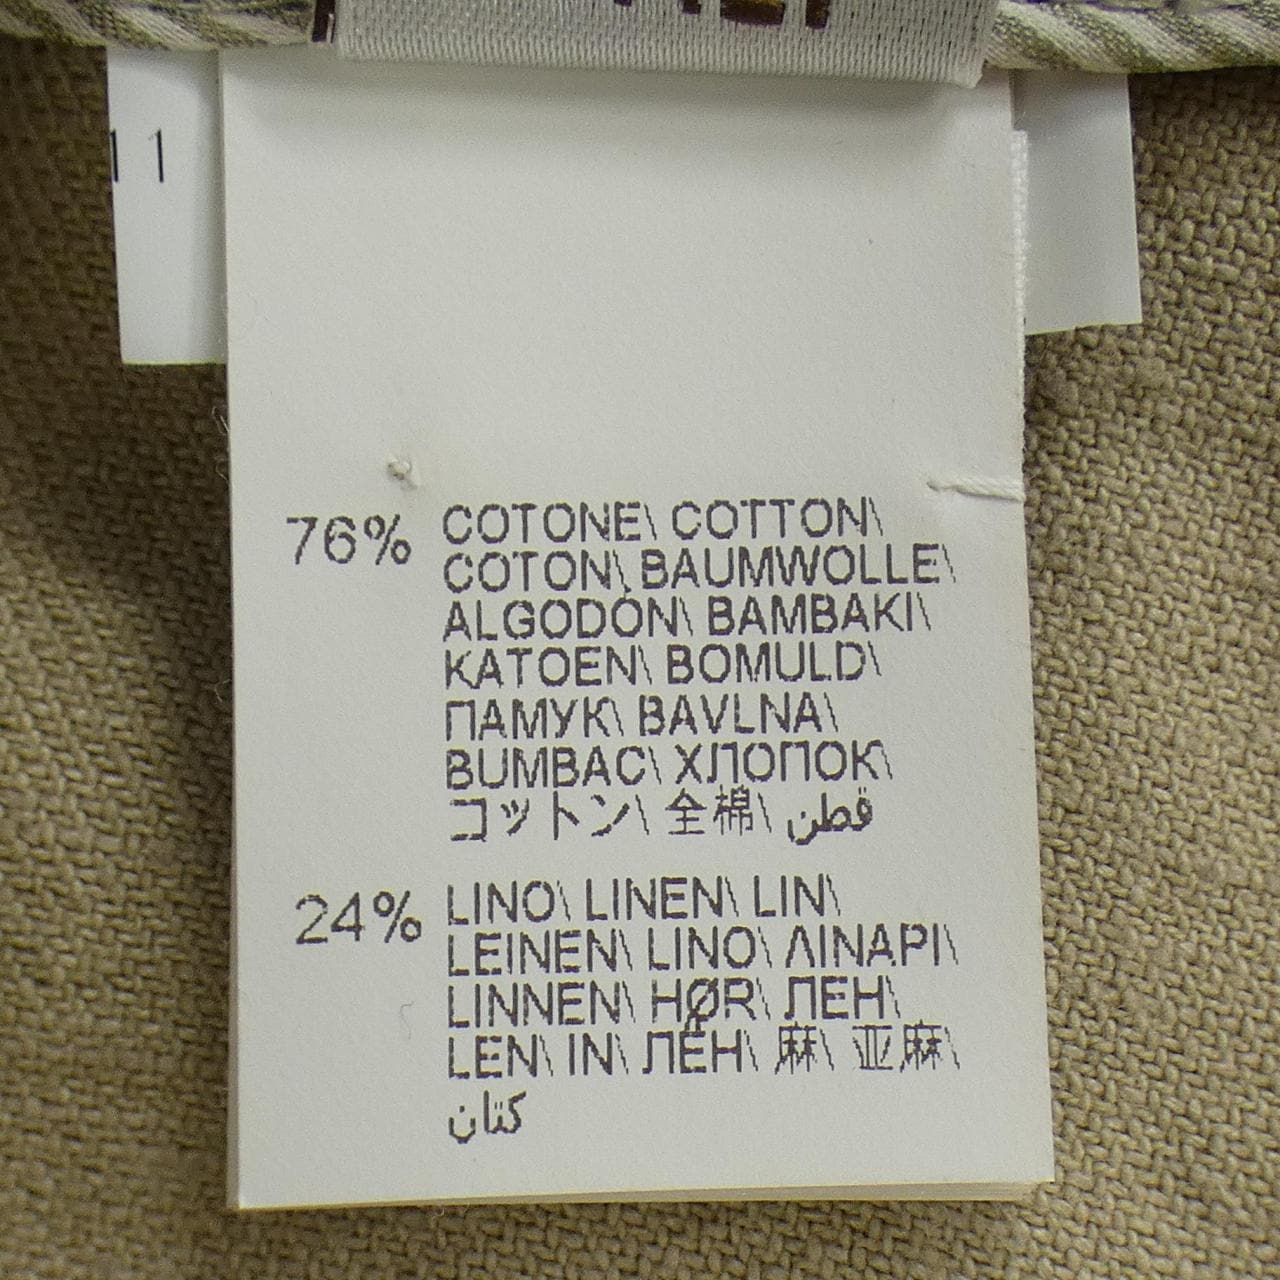 11
76% COTONE\ COTTON\
COTON\ BAUMWOLLE\
ALGODÓN\ BAMBAKI\
KATOEN\ BOMULD\
ПАМУК\ BAVLNA\
BUMBAC\ ХЛОПОК\
コットン\ 全棉\ قطن
24% LINO\ LINEN\ LIN\
LEINEN\ LINO\ ΛΙΝΑΡΙ\
LINNEN\ HØR\ ЛЕН\
LEN\ IN\ ЛЁН\ 麻\ 亚麻\
كتان